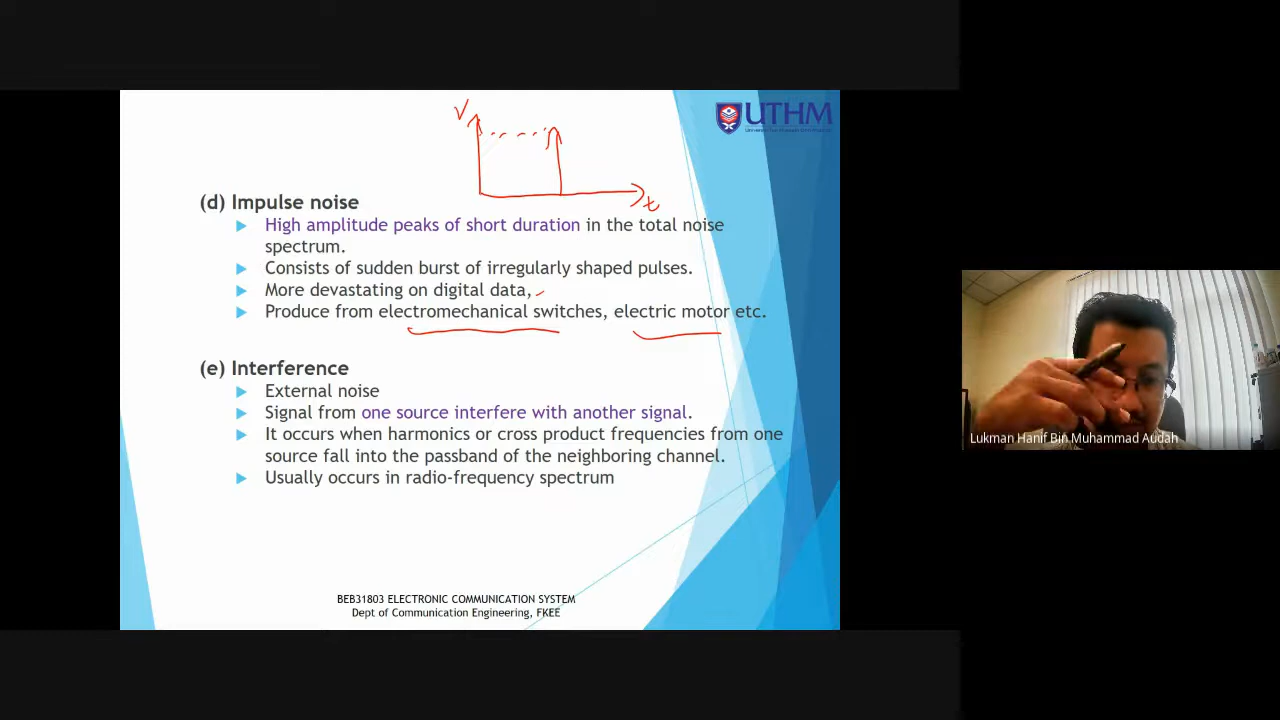 V
UTHM
t
(d) Impulse noise
High amplitude peaks of short duration in the total noise
spectrum.
Consists of sudden burst of irregularly shaped pulses.
More devastating on digital data,
Produce from electromechanical switches, electric motor etc.
(e) Interference
External noise
Signal from one source interfere with another signal.
It occurs when harmonics or cross product frequencies from one
source fall into the passband of the neighboring channel.
Usually occurs in radio-frequency spectrum
Lukman Hanif Bin Muhammad Audah
BEB31803 ELECTRONIC COMMUNICATION SYSTEM
Dept of Communication Engineering, FKEE